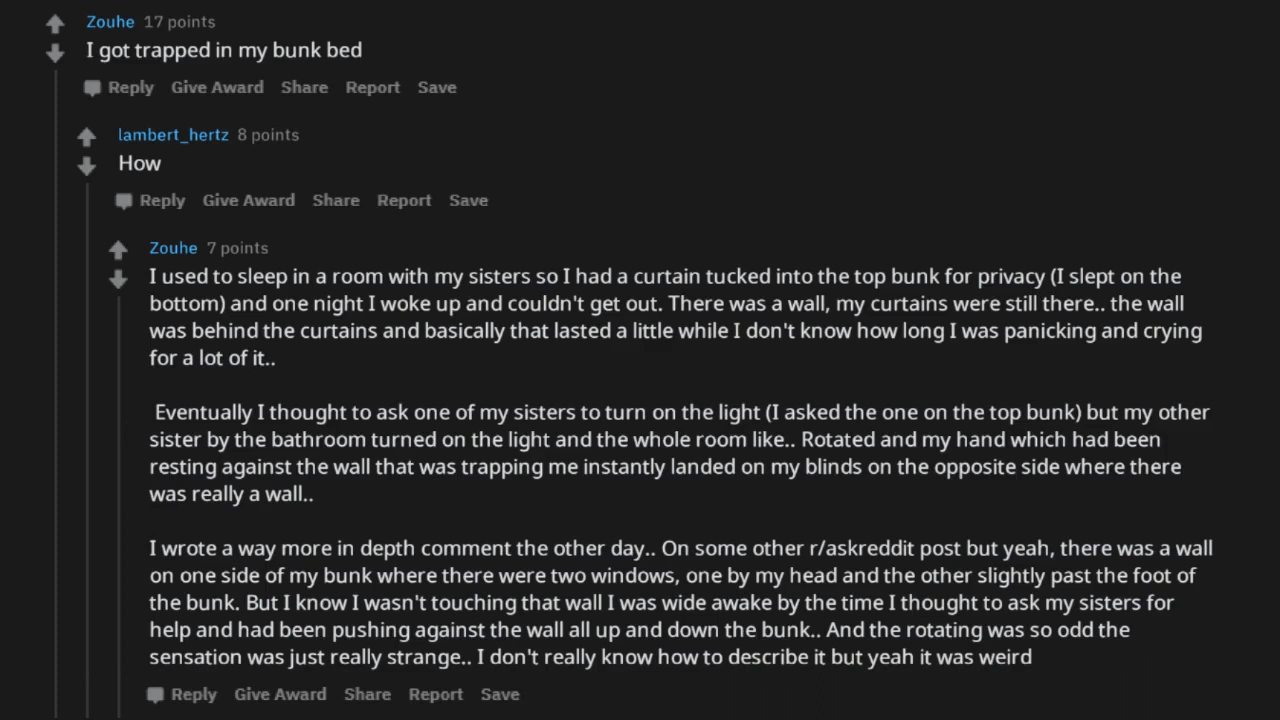 Zouhe 17 points
I got trapped in my bunk bed
Reply Give Award Share Report Save
lambert_hertz 8 points
How
Reply Give Award Share Report Save
Zouhe 7 points
I used to sleep in a room with my sisters so I had a curtain tucked into the top bunk for privacy (I slept on the
bottom) and one night I woke up and couldn't get out. There was a wall, my curtains were still there.. the wall
was behind the curtains and basically that lasted a little while I don't know how long I was panicking and crying
for a lot of it..
Eventually I thought to ask one of my sisters to turn on the light (I asked the one on the top bunk) but my other
sister by the bathroom turned on the light and the whole room like.. Rotated and my hand which had been
resting against the wall that was trapping me instantly landed on my blinds on the opposite side where there
was really a wall..
I wrote a way more in depth comment the other day.. On some other r/askreddit post but yeah, there was a wall
on one side of my bunk where there were two windows, one by my head and the other slightly past the foot of
the bunk. But I know I wasn't touching that wall I was wide awake by the time I thought to ask my sisters for
help and had been pushing against the wall all up and down the bunk.. And the rotating was so odd the
sensation was just really strange.. I don't really know how to describe it but yeah it was weird
Reply Give Award Share Report Save